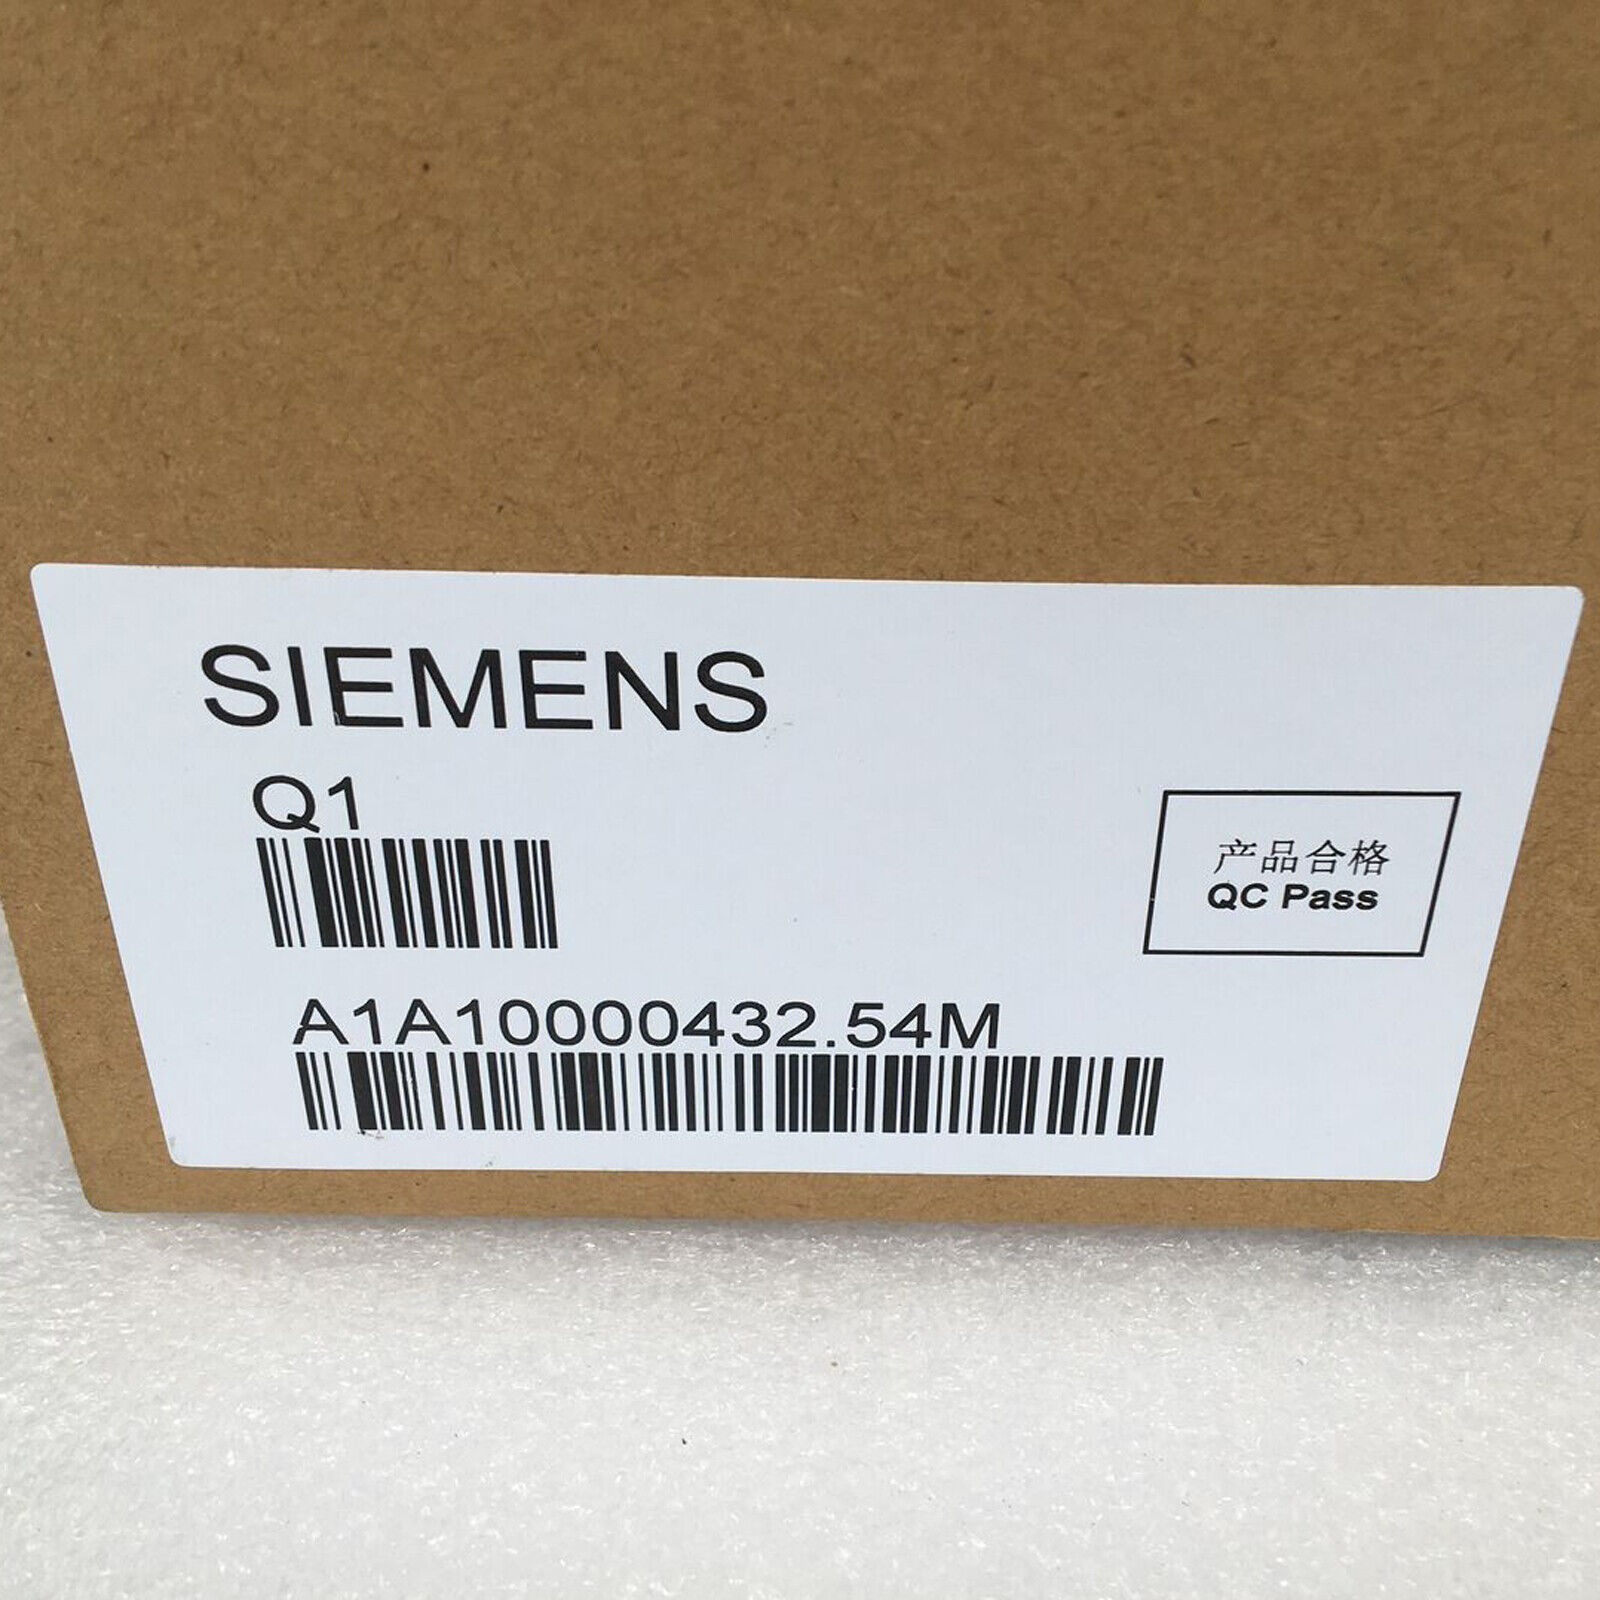 SIEMENS
Q1
产品合格
QC Pass
A1A10000432.54M